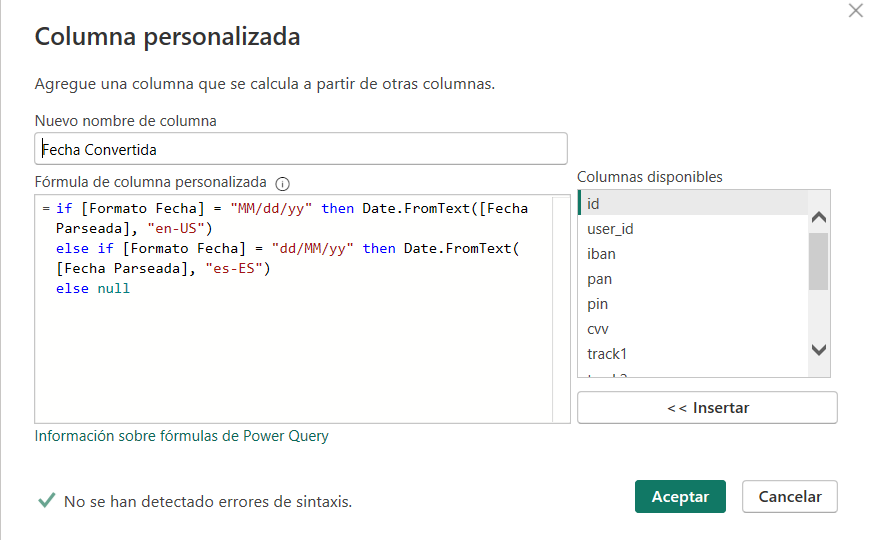 Columna personalizada
Agregue una columna que se calcula a partir de otras columnas.
Nuevo nombre de columna
Fecha Convertida
Fórmula de columna personalizada
Columnas disponibles
= if [Formato Fecha] = "MM/dd/yy" then Date.FromText([Fecha
Parseada], "en-US")
else if [Formato Fecha] = "dd/MM/yy" then Date.FromText(
[Fecha Parseada], "es-ES")
else null
id
user_id
iban
pan
pin
cvv
track1
<< Insertar
Información sobre fórmulas de Power Query
No se han detectado errores de sintaxis.
Aceptar
Cancelar